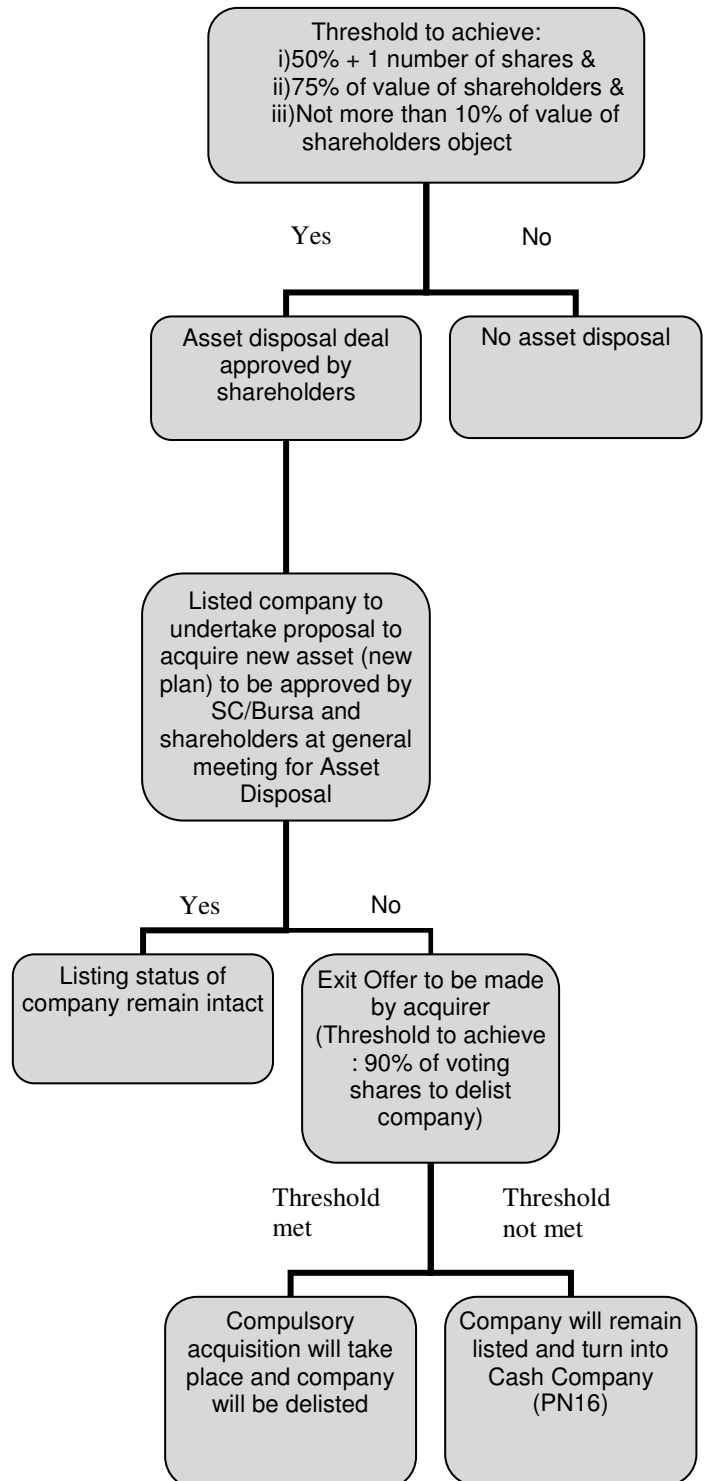 Threshold to achieve:
i)50% + 1 number of shares &
ii)75% of value of shareholders &
iii)Not more than 10% of value of
shareholders object
Yes
No
Asset disposal deal
approved by
shareholders
No asset disposal
Listed company to
undertake proposal to
acquire new asset (new
plan) to be approved by
SC/Bursa and
shareholders at general
meeting for Asset
Disposal
Yes
No
Listing status of
company remain intact
Exit Offer to be made
by acquirer
(Threshold to achieve
: 90% of voting
shares to delist
company)
Threshold
met
Threshold
not met
Compulsory
acquisition will take
place and company
will be delisted
Company will remain
listed and turn into
Cash Company
(PN16)